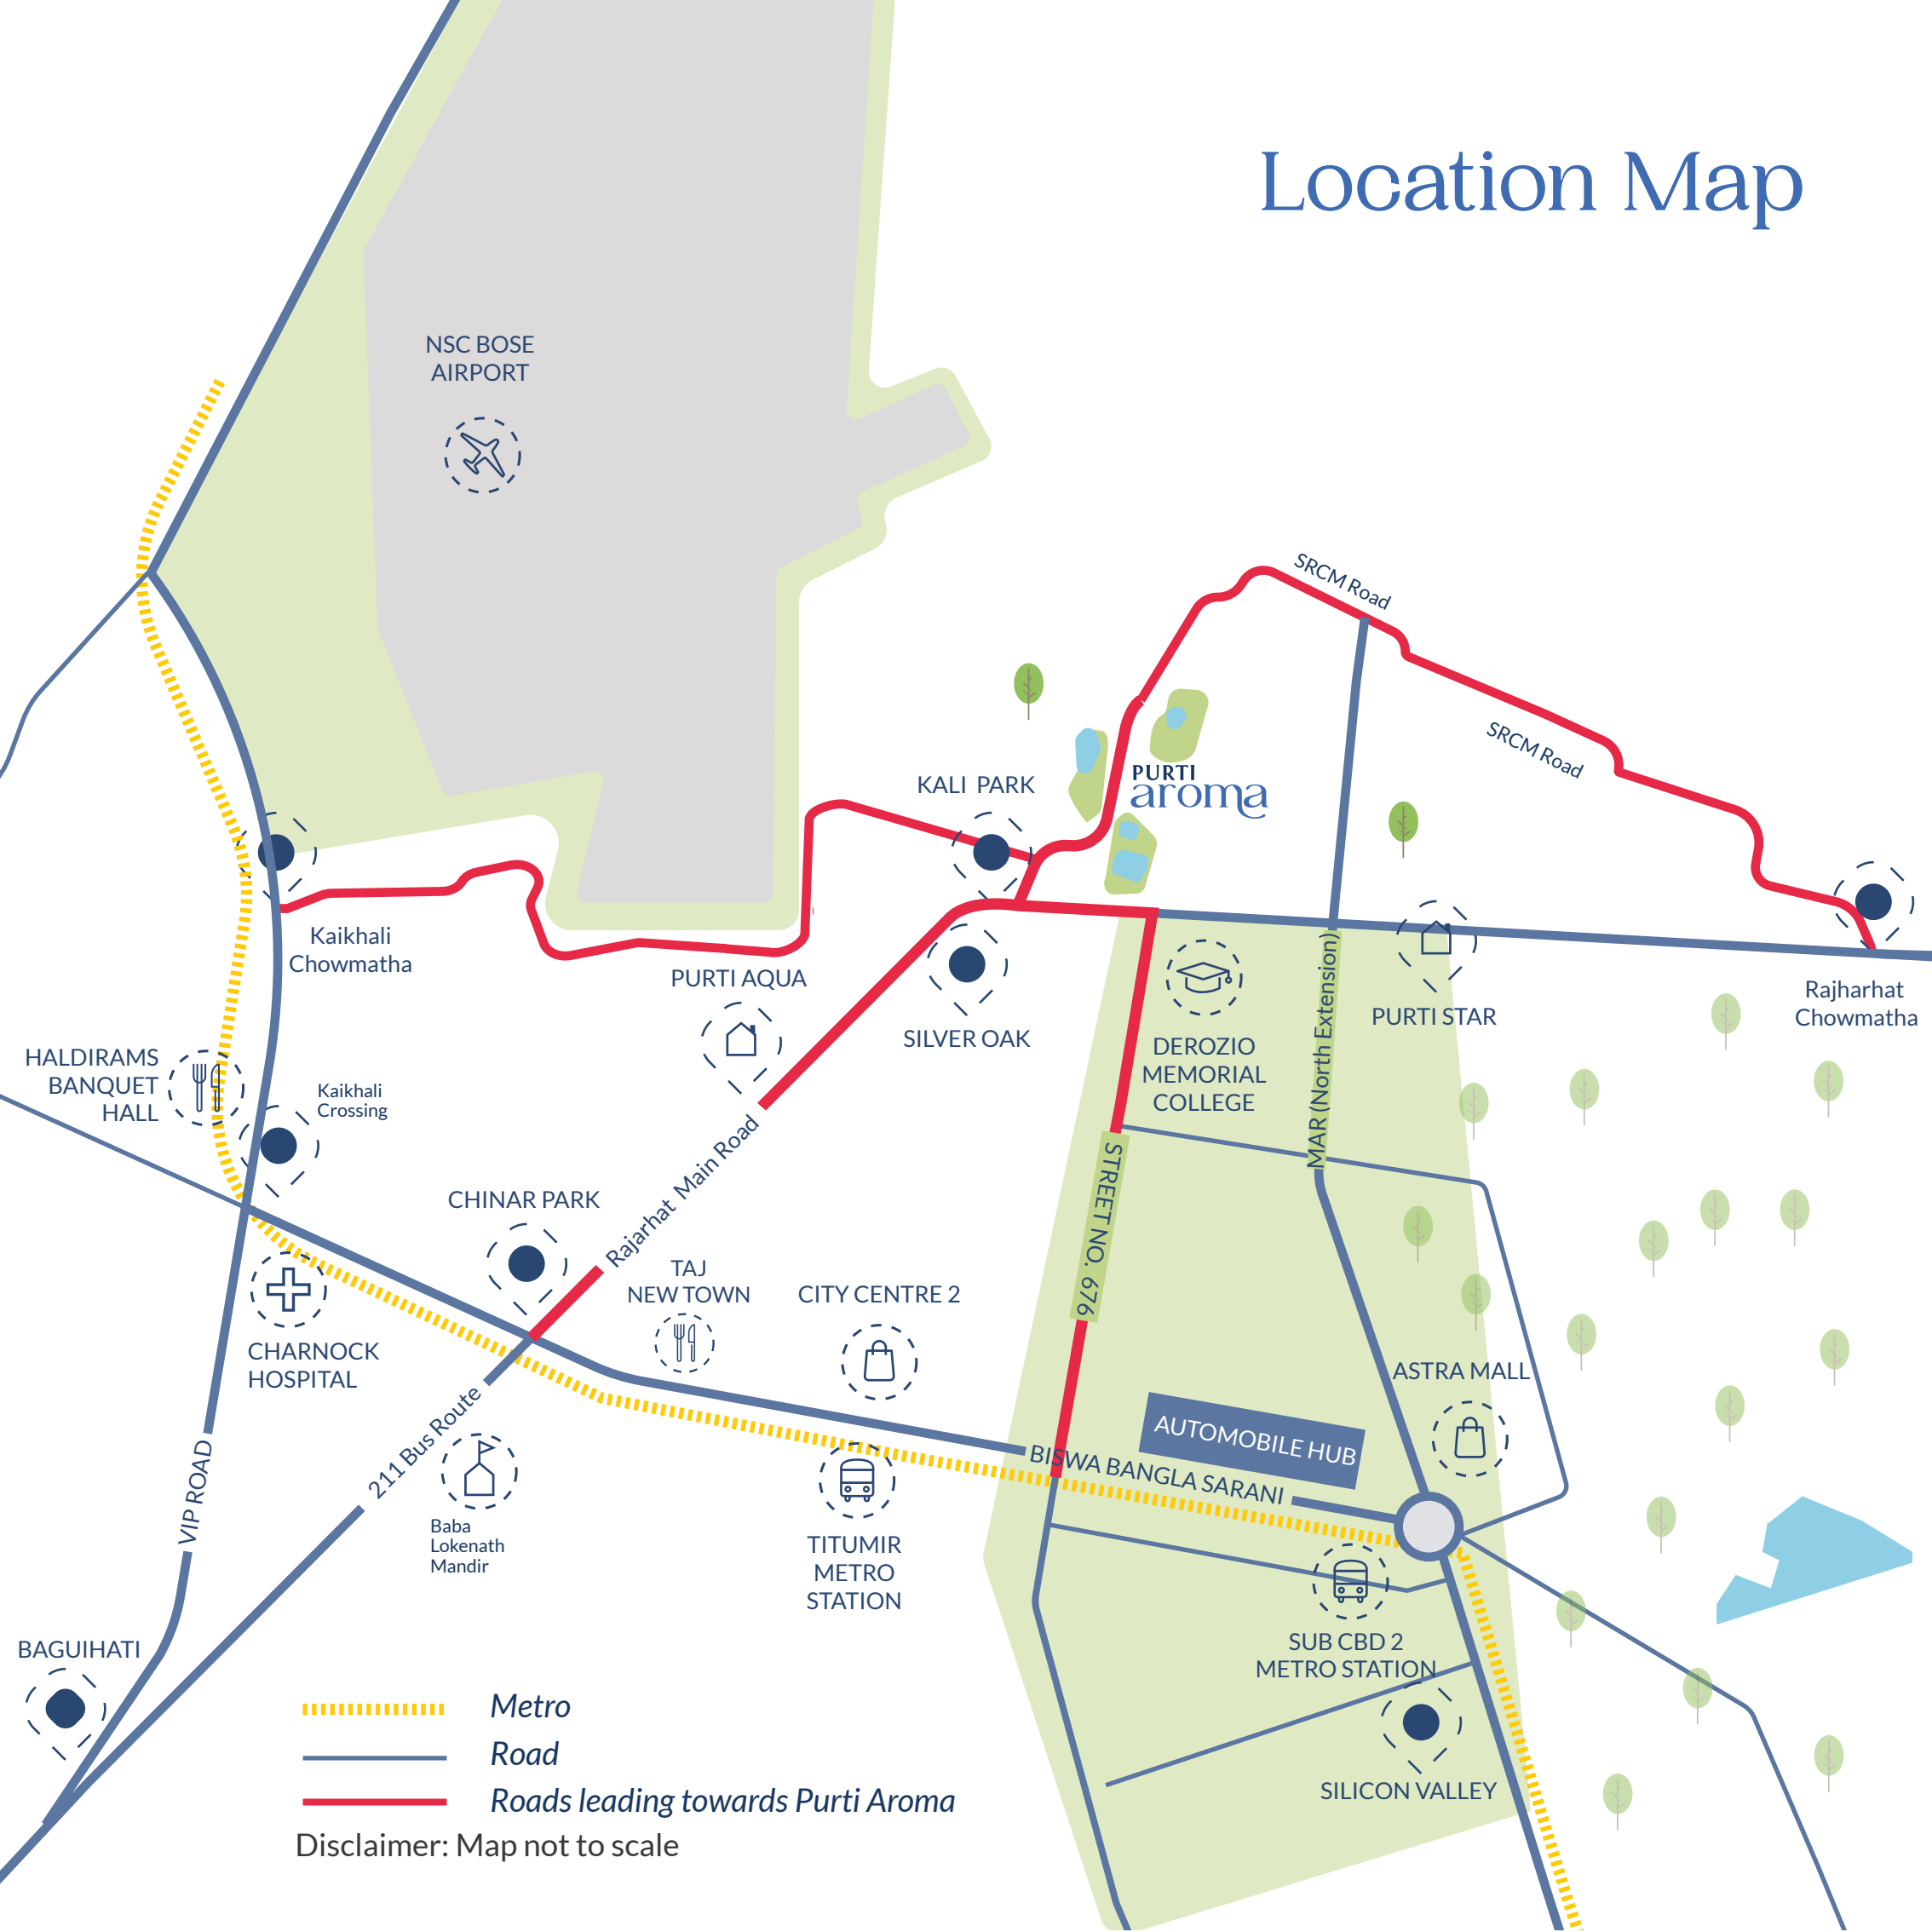 Location Map
NSC BOSE
AIRPORT
SRCM Road
SRCM Road
KALI PARK
PURTI
aroma
Kaikhali
Chowmatha
PURTI AQUA
SILVER OAK
DEROZIO
MEMORIAL
COLLEGE
MAR (North Extension)
PURTI STAR
Rajharhat
Chowmatha
HALDIRAMS
BANQUET
HALL
Kaikhali
Crossing
CHINAR PARK
Rajarhat Main Road
STREET NO. 676
TAJ
NEW TOWN
CITY CENTRE 2
CHARNOCK
HOSPITAL
ASTRA MALL
AUTOMOBILE HUB
BISWA BANGLA SARANI
VIP ROAD
211 Bus Route
Baba
Lokenath
Mandir
TITUMIR
METRO
STATION
SUB CBD 2
METRO STATION
BAGUIHATI
SILICON VALLEY
Metro
Road
Roads leading towards Purti Aroma
Disclaimer: Map not to scale